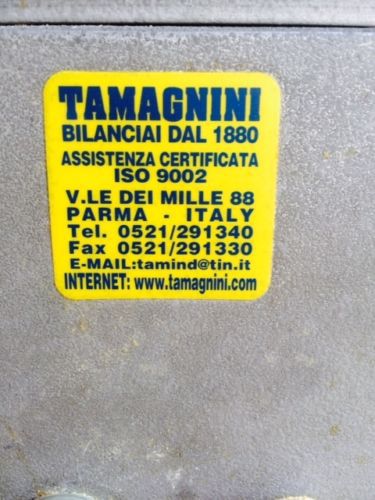 TAMAGNINI
BILANCIAI DAL 1880
ASSISTENZA CERTIFICATA
ISO 9002
V.LE DEI MILLE 88
PARMA - ITALY
Tel. 0521/291340
Fax 0521/291330
E-MAIL:tamind@tin.it
INTERNET: www.tamagnini.com